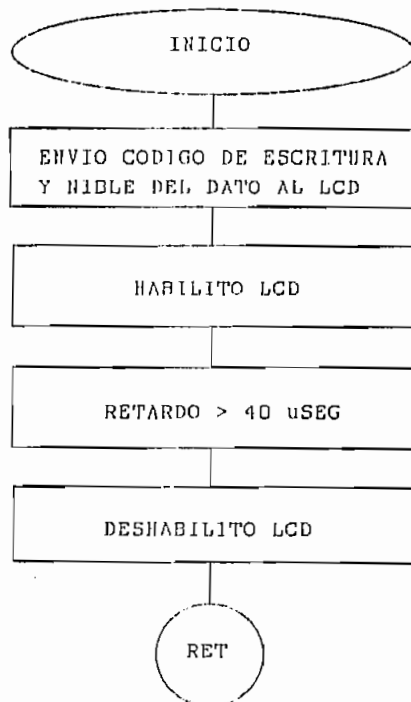 INICIO
ENVIO CODIGO DE ESCRITURA
Y NIBLE DEL DATO AL LCD
HABILITO LCD
RETARDO > 40 uSEG
DESHABILITO LCD
RET